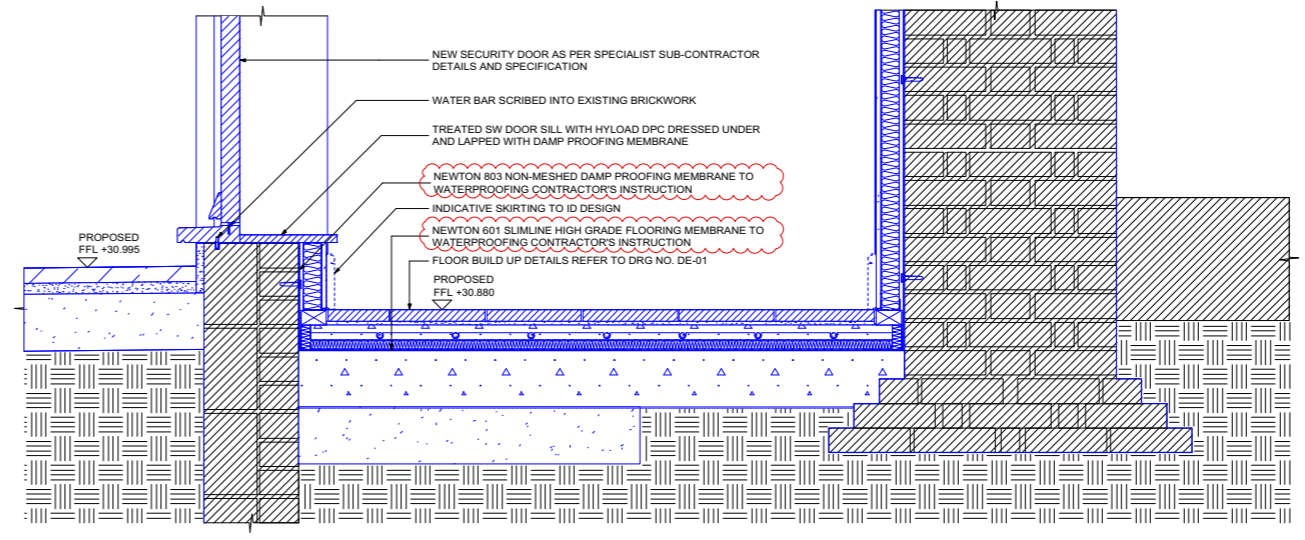 NEW SECURITY DOOR AS PER SPECIALIST SUB-CONTRACTOR
DETAILS AND SPECIFICATION
WATER BAR SCRIBED INTO EXISTING BRICKWORK
TREATED SW DOOR SILL WITH HYLOAD DPC DRESSED UNDER
AND LAPPED WITH DAMP PROOFING MEMBRANE
NEWTON 803 NON-MESHED DAMP PROOFING MEMBRANE TO
WATERPROOFING CONTRACTOR'S INSTRUCTION
INDICATIVE SKIRTING TO ID DESIGN
NEWTON 601 SLIMLINE HIGH GRADE FLOORING MEMBRANE TO
WATERPROOFING CONTRACTOR'S INSTRUCTION
FLOOR BUILD UP DETAILS REFER TO DRG NO. DE-01
PROPOSED
FFL +30.995
PROPOSED
FFL +30.880